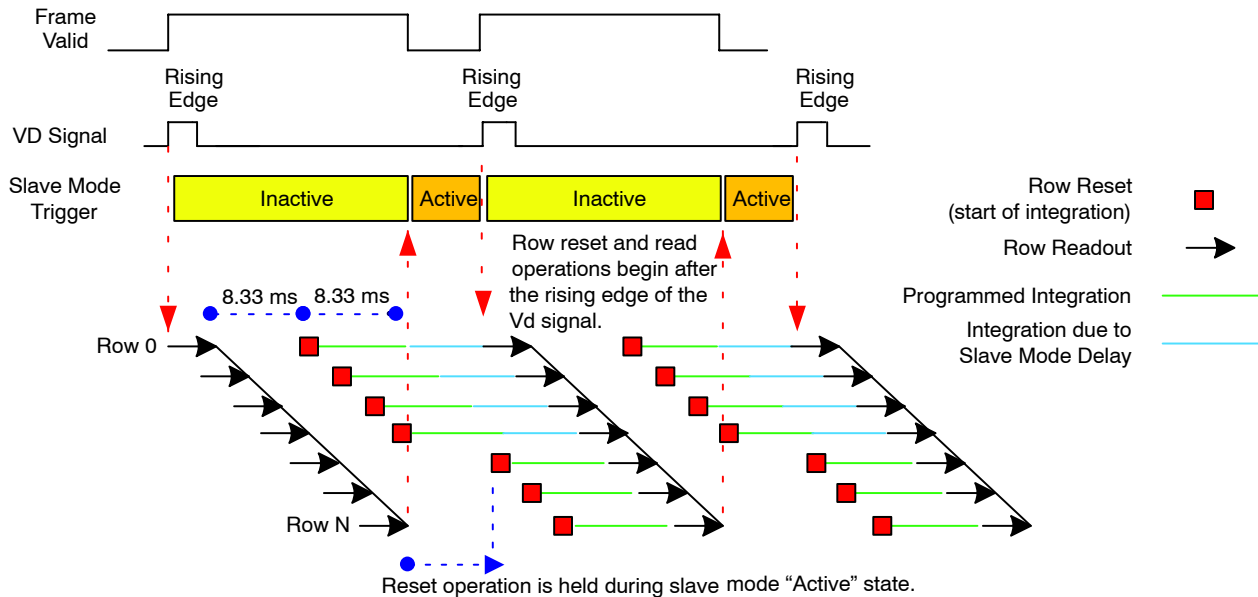 Frame
Valid
Rising
Edge
Rising
Edge
Rising
Edge
VD Signal
Slave Mode
Trigger
Inactive
Active
Inactive
Active
Row Reset
(start of integration)
Row Readout
Programmed Integration
Integration due to
Slave Mode Delay
Row reset and read
operations begin after
the rising edge of the
Vd signal.
8.33 ms
8.33 ms
Row 0
Row N
Reset operation is held during slave mode “Active” state.